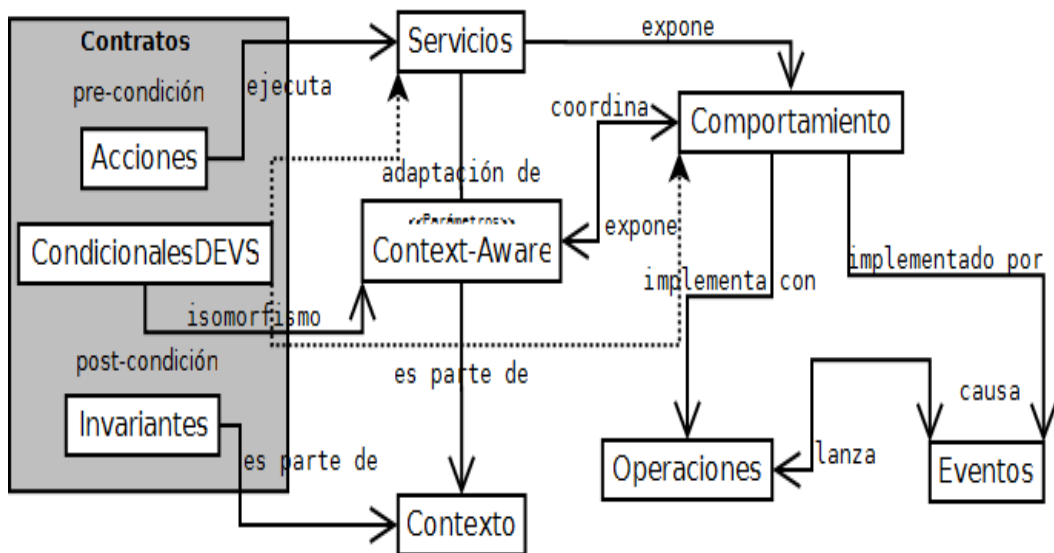 Contratos
pre-condición
Acciones
ejecuta
CondicionalesDEVS
isomorfismo
post-condición
Invariantes
es parte de
Servicios
expone
adaptación de
<<Parámetros>>
Context-Aware
coordina
expone
Comportamiento
implementa con
implementado por
es parte de
Contexto
Operaciones
lanza
causa
Eventos